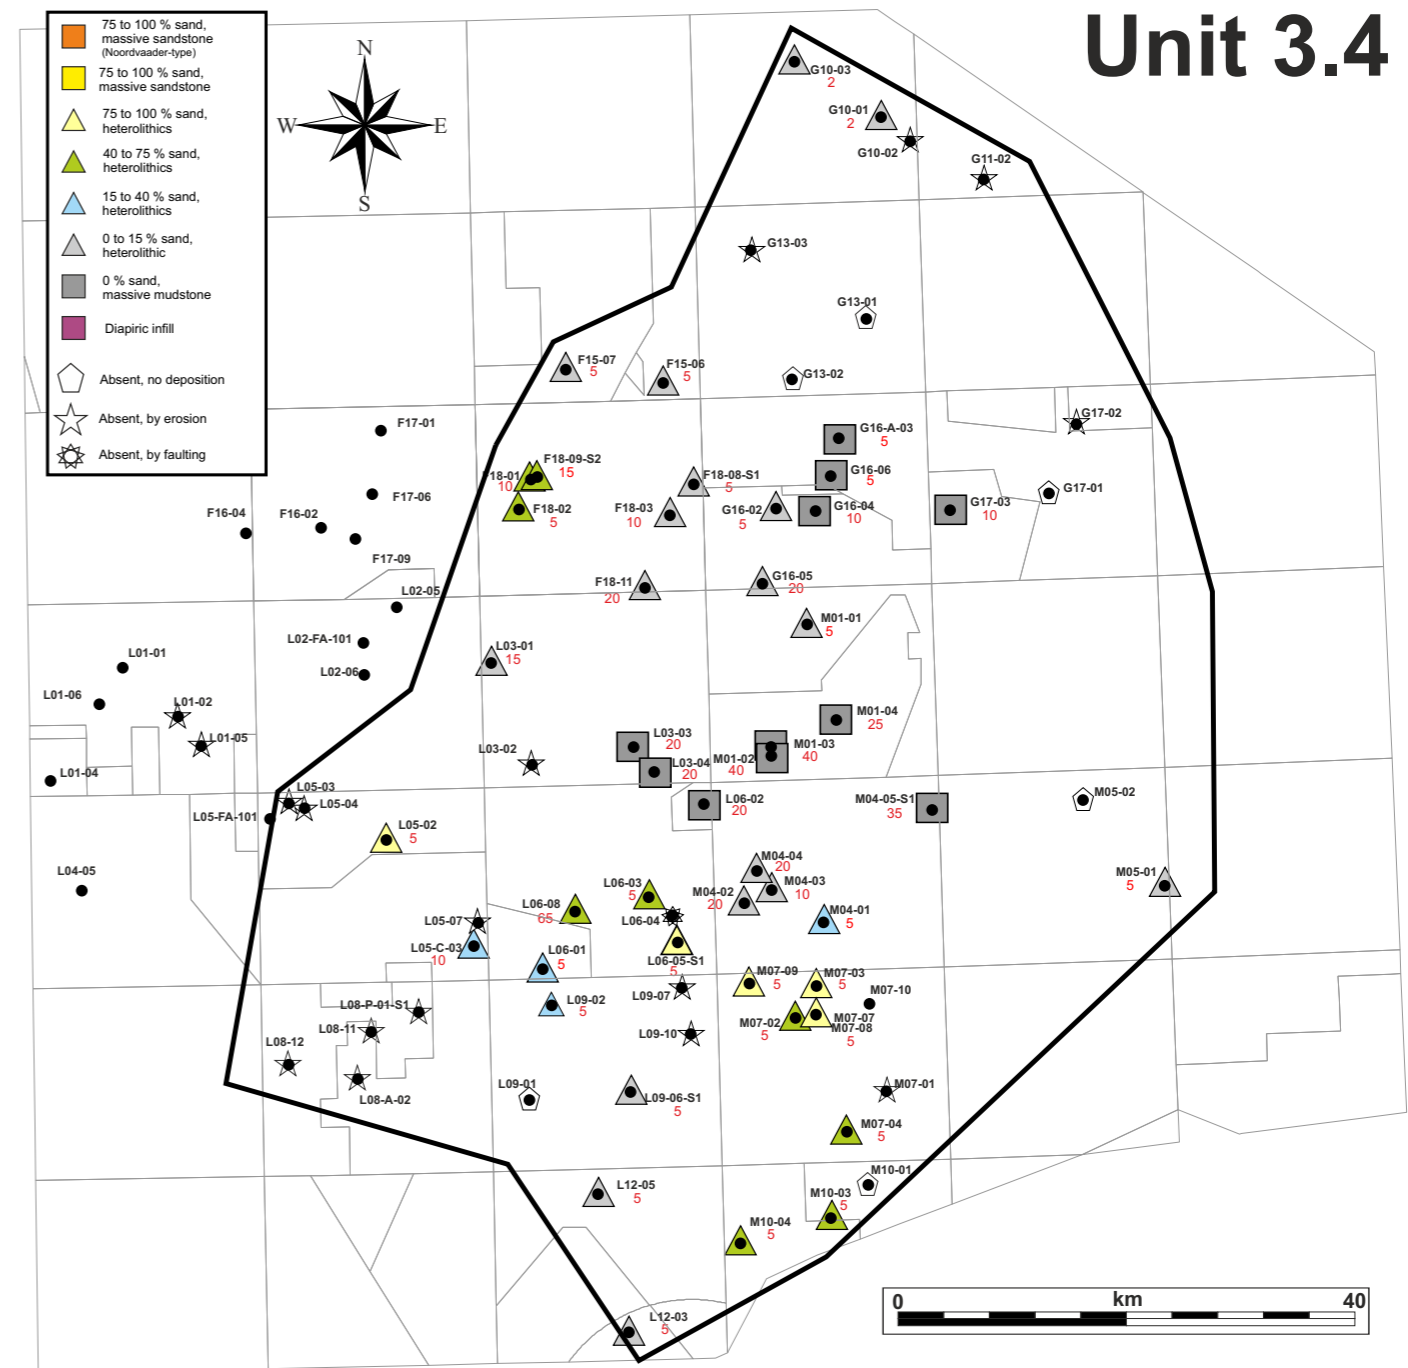 Unit 3.4
75 to 100 % sand,
massive sandstone
(Noordvaader-type)
75 to 100 % sand,
massive sandstone
75 to 100 % sand,
heterolithics
40 to 75 % sand,
heterolithics
15 to 40 % sand,
heterolithics
0 to 15 % sand,
heterolithic
0 % sand,
massive mudstone
Diapiric infill
Absent, no deposition
Absent, by erosion
Absent, by faulting
N
W
E
S
G10-03
2
G10-01
2
G10-02
G11-02
G13-03
G13-01
G13-02
F15-07
5
F15-06
5
G17-02
F17-01
G16-A-03
5
F18-09-S2
15
F18-01
10
F18-08-S1
5
G16-06
5
F17-06
G17-01
F18-02
5
F18-03
10
G16-02
5
G16-04
10
G17-03
10
F16-04
F16-02
F17-09
F18-11
20
G16-05
20
L02-05
M01-01
5
L02-FA-101
L03-01
15
L01-01
L02-06
L01-06
L01-02
M01-04
25
L01-05
L03-03
20
L03-02
M01-03
40
M01-02
40
L03-04
20
L01-04
L05-03
L05-04
L06-02
20
M04-05-S1
35
M05-02
L05-FA-101
L05-02
5
M04-04
20
L04-05
L06-03
5
M04-03
10
M04-02
20
M05-01
5
L06-08
65
L06-04
M04-01
5
L05-07
L05-C-03
10
L06-01
5
L06-05-S1
5
M07-09
5
M07-03
5
L09-07
M07-10
L08-P-01-S1
L09-02
5
M07-02
5
M07-07
M07-08
5
L08-11
L09-10
L08-12
L08-A-02
L09-01
L09-06-S1
5
M07-01
M07-04
5
M10-01
L12-05
5
M10-03
5
M10-04
5
L12-03
5
0
km
40